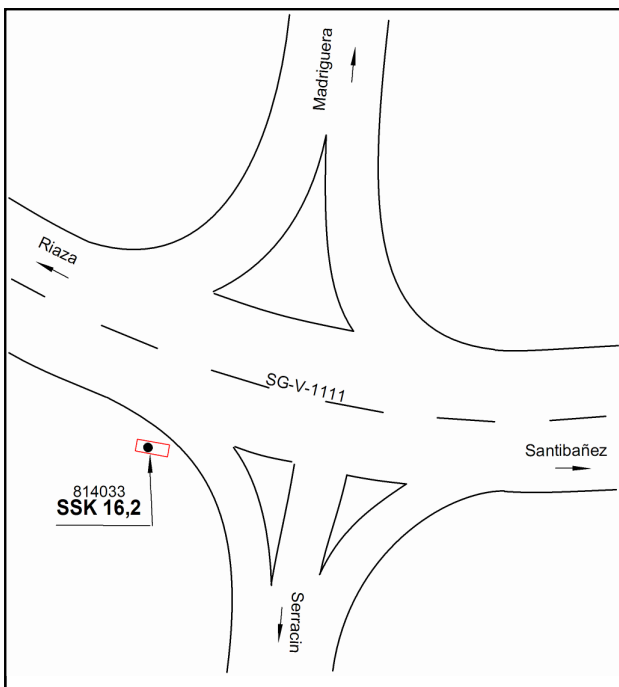 Madriguera
Riaza
SG-V-1111
Santibañez
814033
SSK 16,2
Serracin